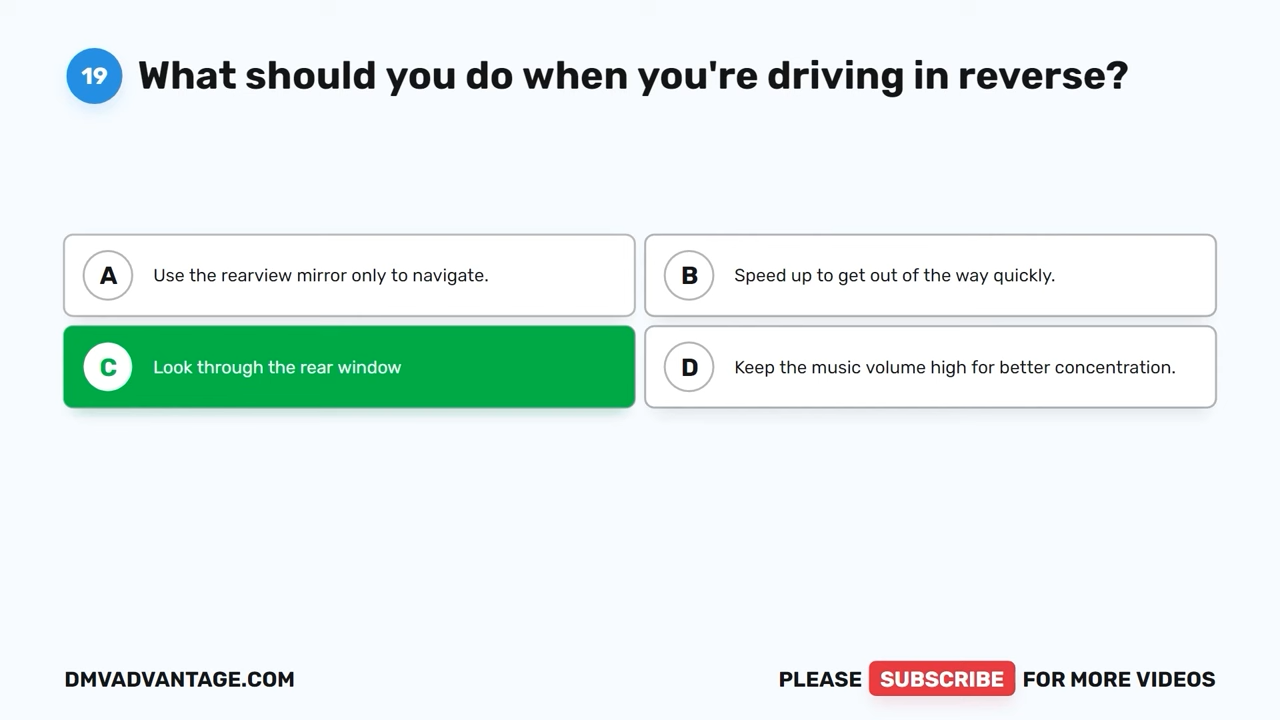 19 What should you do when you're driving in reverse?
A Use the rearview mirror only to navigate.
B Speed up to get out of the way quickly.
C Look through the rear window
D Keep the music volume high for better concentration.
DMVADVANTAGE.COM
PLEASE SUBSCRIBE FOR MORE VIDEOS